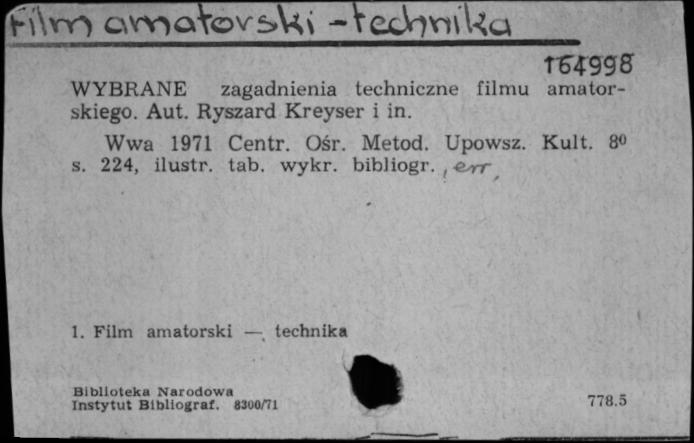 Film amatorski - technika
164998
WYBRANE zagadnienia techniczne filmu amator-
skiego. Aut. Ryszard Kreyser i in.
Wwa 1971 Centr. Ośr. Metod. Upowsz. Kult. 8⁰
s. 224, ilustr. tab. wykr. bibliogr., err,
1. Film amatorski — technika
Biblioteka Narodowa
Instytut Bibliograf. 8300/71
778.5